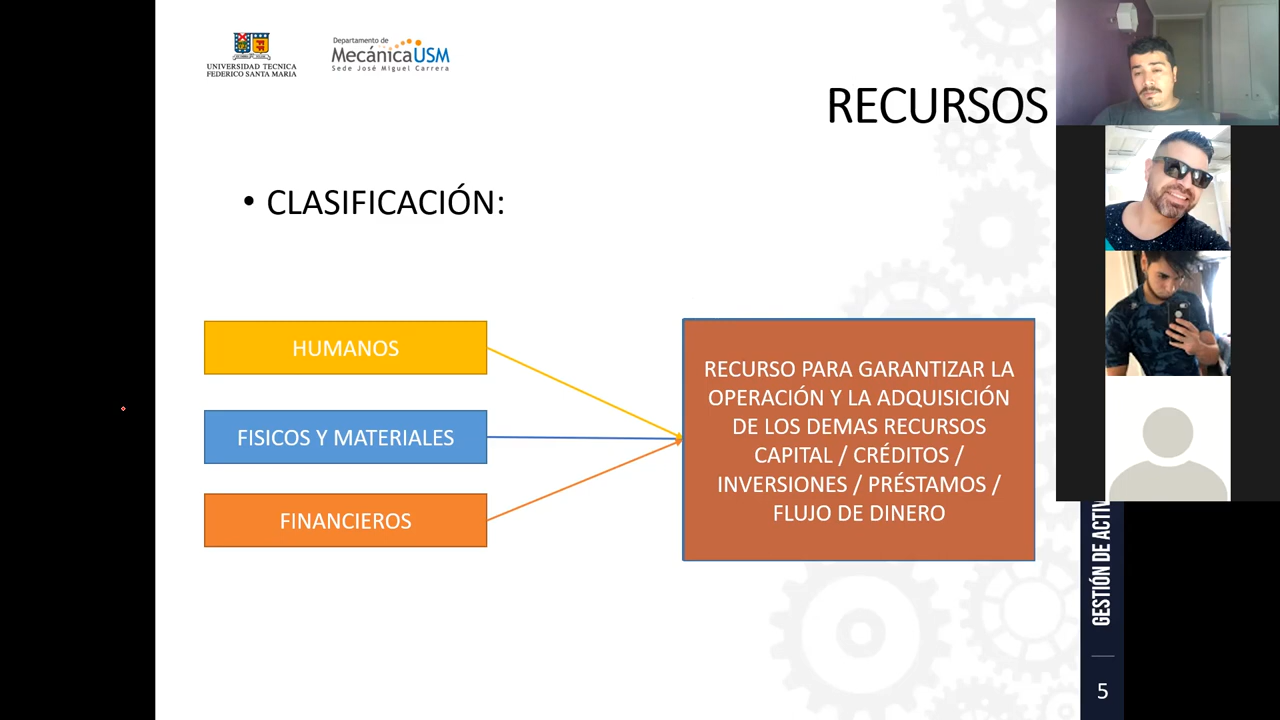 UNIVERSIDAD TECNICA
FEDERICO SANTA MARIA
Departamento de
MecánicaUSM
Sede José Miguel Carrera
RECURSOS
• CLASIFICACIÓN:
HUMANOS
FISICOS Y MATERIALES
FINANCIEROS
RECURSO PARA GARANTIZAR LA
OPERACIÓN Y LA ADQUISICIÓN
DE LOS DEMAS RECURSOS
CAPITAL / CRÉDITOS /
INVERSIONES / PRÉSTAMOS /
FLUJO DE DINERO
GESTIÓN DE ACTIV
5